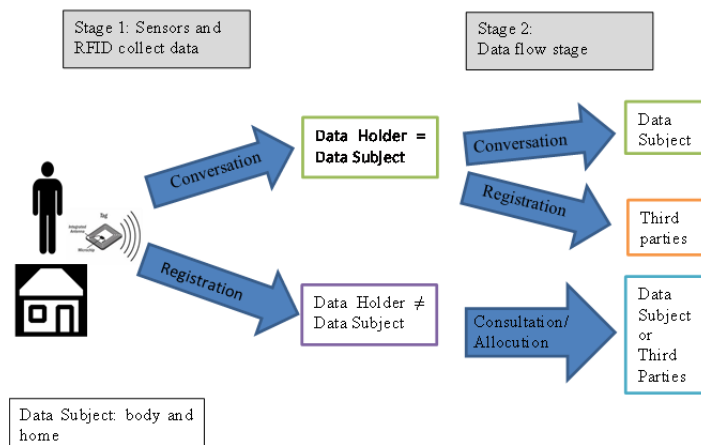 Stage 1: Sensors and
RFID collect data
Stage 2:
Data flow stage
Conversation
Data Holder =
Data Subject
Conversation
Registration
Data
Subject
Third
parties
Integrated
Antenna
Registration
Data Holder ≠
Data Subject
Consultation/
Allocution
Data
Subject
or
Third
Parties
Data Subject: body and
home